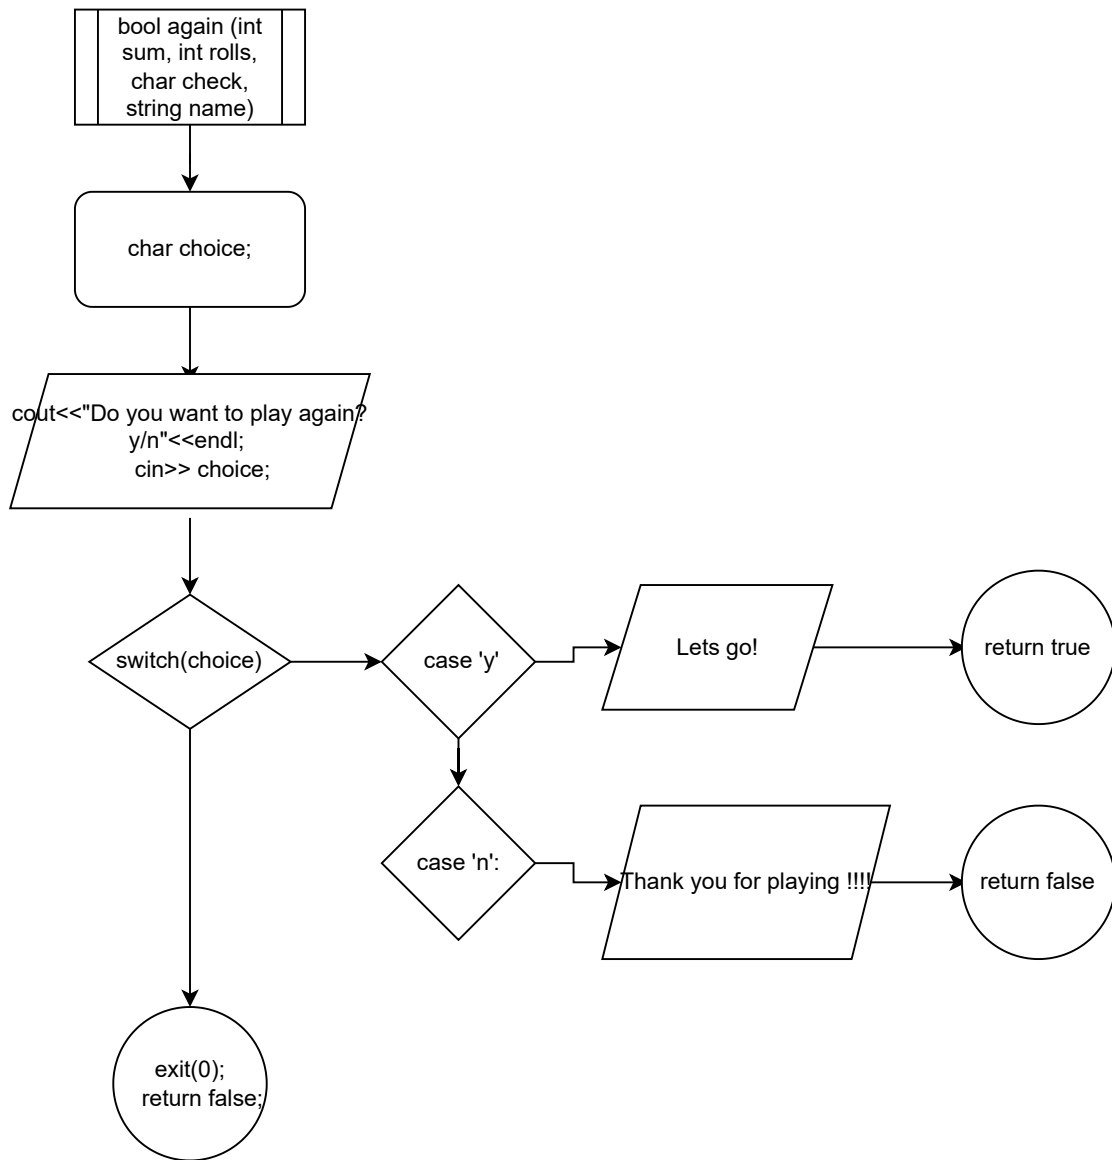 bool again (int
sum, int rolls,
char check,
string name)
char choice;
cout<<"Do you want to play again?
y/n"<<endl;
cin>> choice;
switch(choice)
case 'y'
Lets go!
return true
case 'n':
Thank you for playing !!!!
return false
exit(0);
return false;